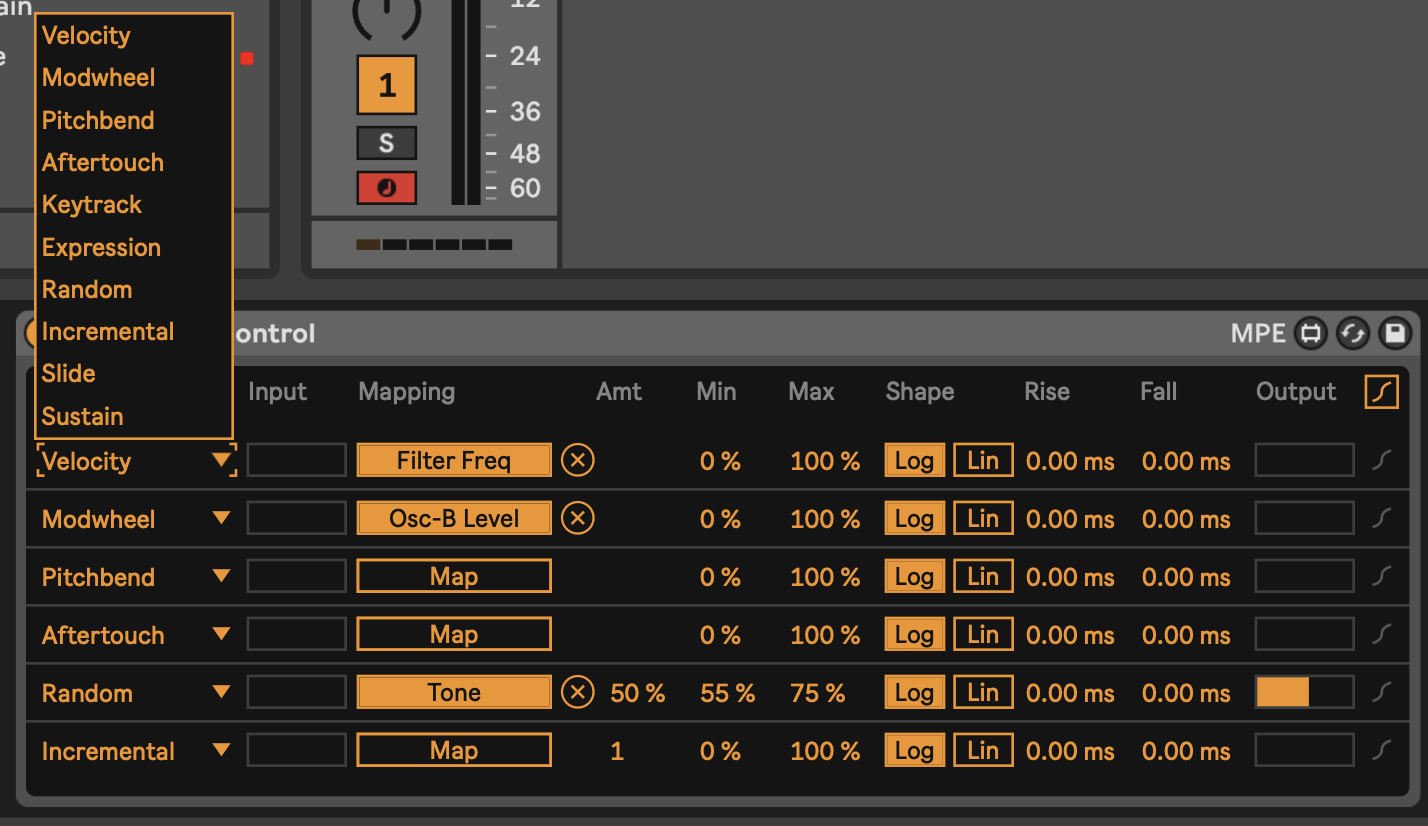 ain
Velocity
Modwheel
Pitchbend
Aftertouch
Keytrack
Expression
Random
Incremental
Slide
Sustain
e
12
24
36
48
60
1
S
ontrol
MPE
Input Mapping Amt Min Max Shape Rise Fall Output
Velocity Filter Freq 0 % 100 % Log Lin 0.00 ms 0.00 ms
Modwheel Osc-B Level 0 % 100 % Log Lin 0.00 ms 0.00 ms
Pitchbend Map 0 % 100 % Log Lin 0.00 ms 0.00 ms
Aftertouch Map 0 % 100 % Log Lin 0.00 ms 0.00 ms
Random Tone 50 % 55 % 75 % Log Lin 0.00 ms 0.00 ms
Incremental Map 1 0 % 100 % Log Lin 0.00 ms 0.00 ms